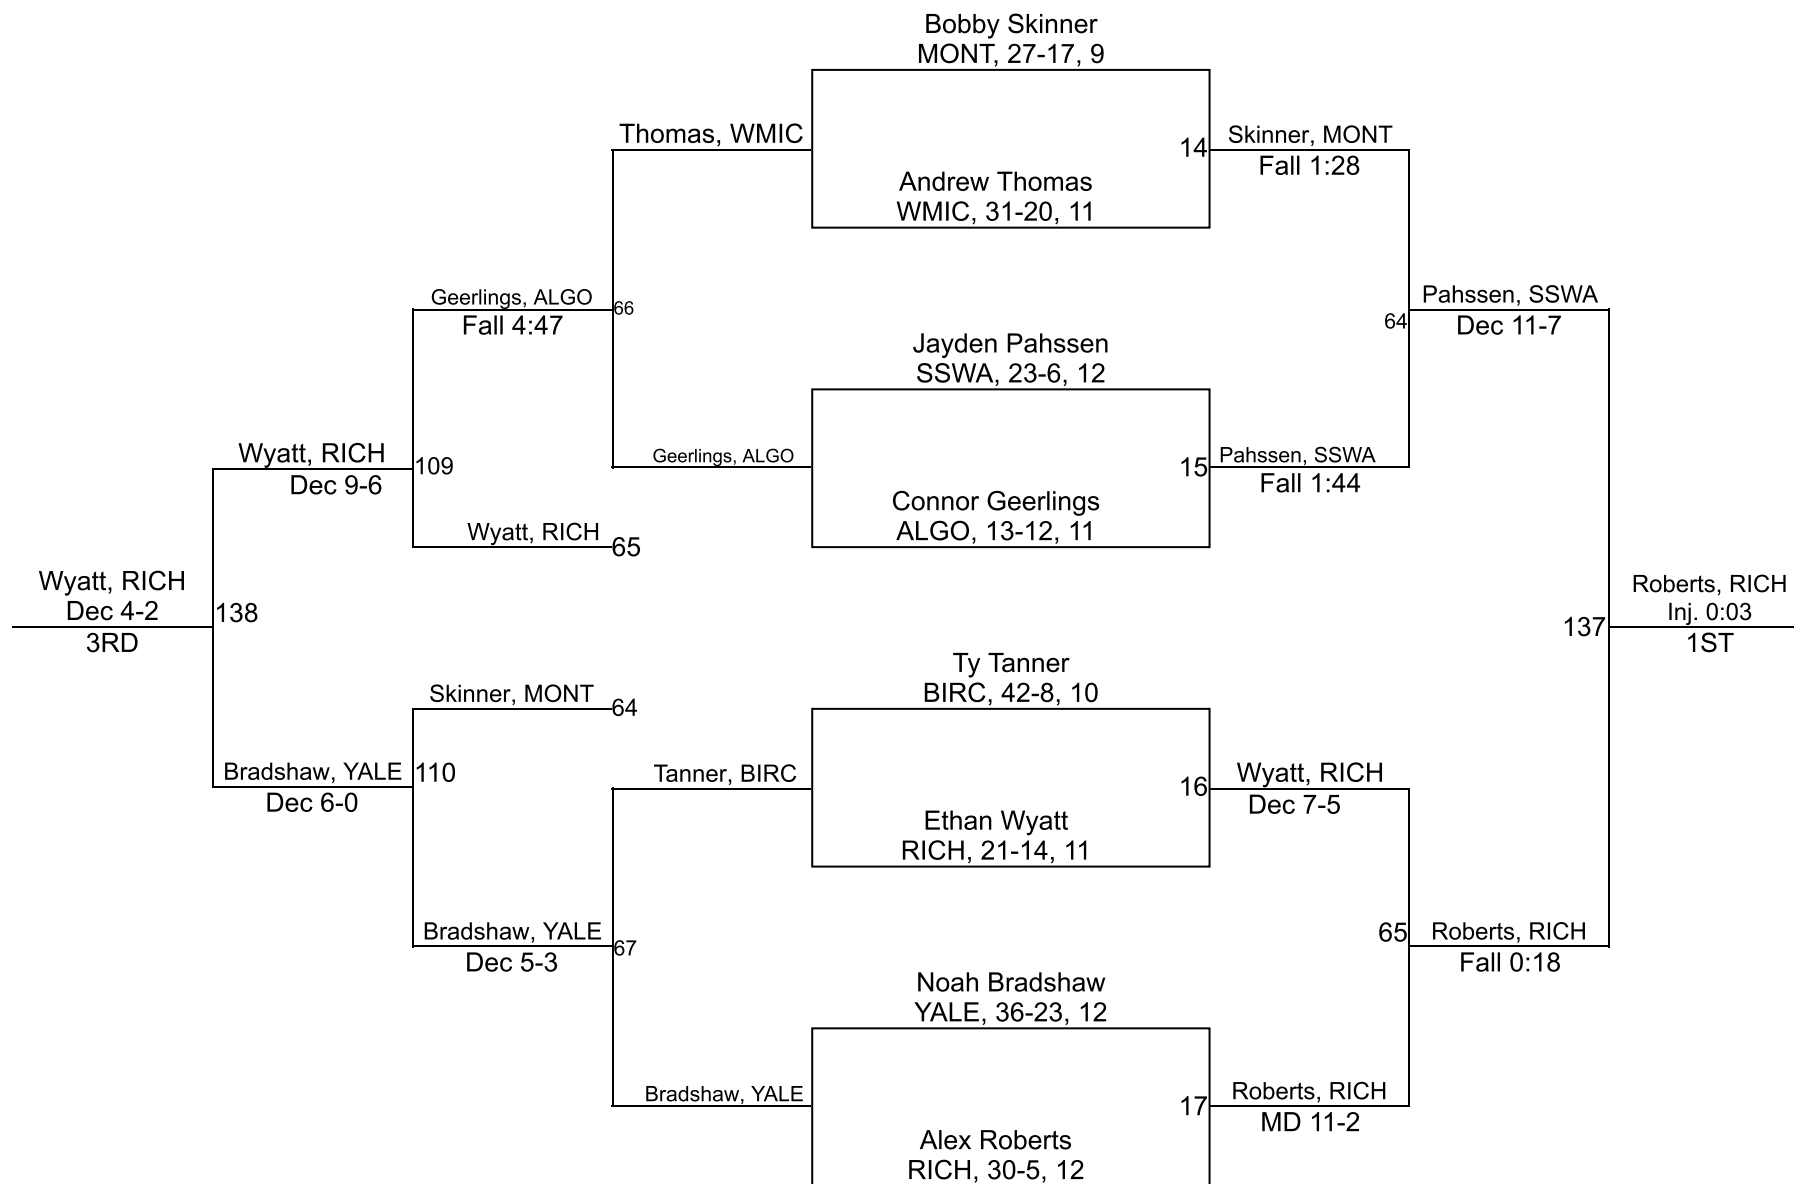 Bobby Skinner
MONT, 27-17, 9
Thomas, WMIC
14
Skinner, MONT
Fall 1:28
Andrew Thomas
WMIC, 31-20, 11
Geerlings, ALGO
Fall 4:47
66
Pahssen, SSWA
Dec 11-7
64
Jayden Pahssen
SSWA, 23-6, 12
Wyatt, RICH
Dec 9-6
109
Geerlings, ALGO
15
Pahssen, SSWA
Fall 1:44
Connor Geerlings
ALGO, 13-12, 11
Wyatt, RICH
65
Wyatt, RICH
Dec 4-2
3RD
138
137
Roberts, RICH
Inj. 0:03
1ST
Ty Tanner
BIRC, 42-8, 10
Skinner, MONT
64
Bradshaw, YALE
Dec 6-0
110
Tanner, BIRC
16
Wyatt, RICH
Dec 7-5
Ethan Wyatt
RICH, 21-14, 11
Bradshaw, YALE
Dec 5-3
67
65
Roberts, RICH
Fall 0:18
Noah Bradshaw
YALE, 36-23, 12
Bradshaw, YALE
17
Roberts, RICH
MD 11-2
Alex Roberts
RICH, 30-5, 12